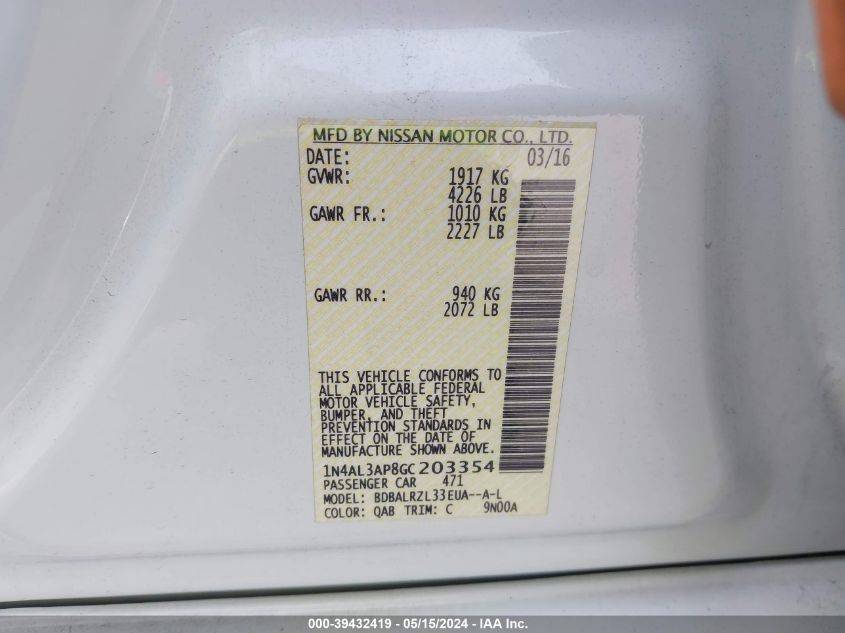 MFD BY NISSAN MOTOR CO., LTD.
DATE: 03/16
GVWR: 1917 KG
4226 LB
GAWR FR.: 1010 KG
2227 LB
GAWR RR.: 940 KG
2072 LB
THIS VEHICLE CONFORMS TO
ALL APPLICABLE FEDERAL
MOTOR VEHICLE SAFETY,
BUMPER, AND THEFT
PREVENTION STANDARDS IN
EFFECT ON THE DATE OF
MANUFACTURE SHOWN ABOVE.
1N4AL3AP8GC203354
PASSENGER CAR 471
MODEL: BDBALRZL33EUA--A-L
COLOR: QAB TRIM: C 9N00A
000-39432419 - 05/15/2024 - IAA Inc.